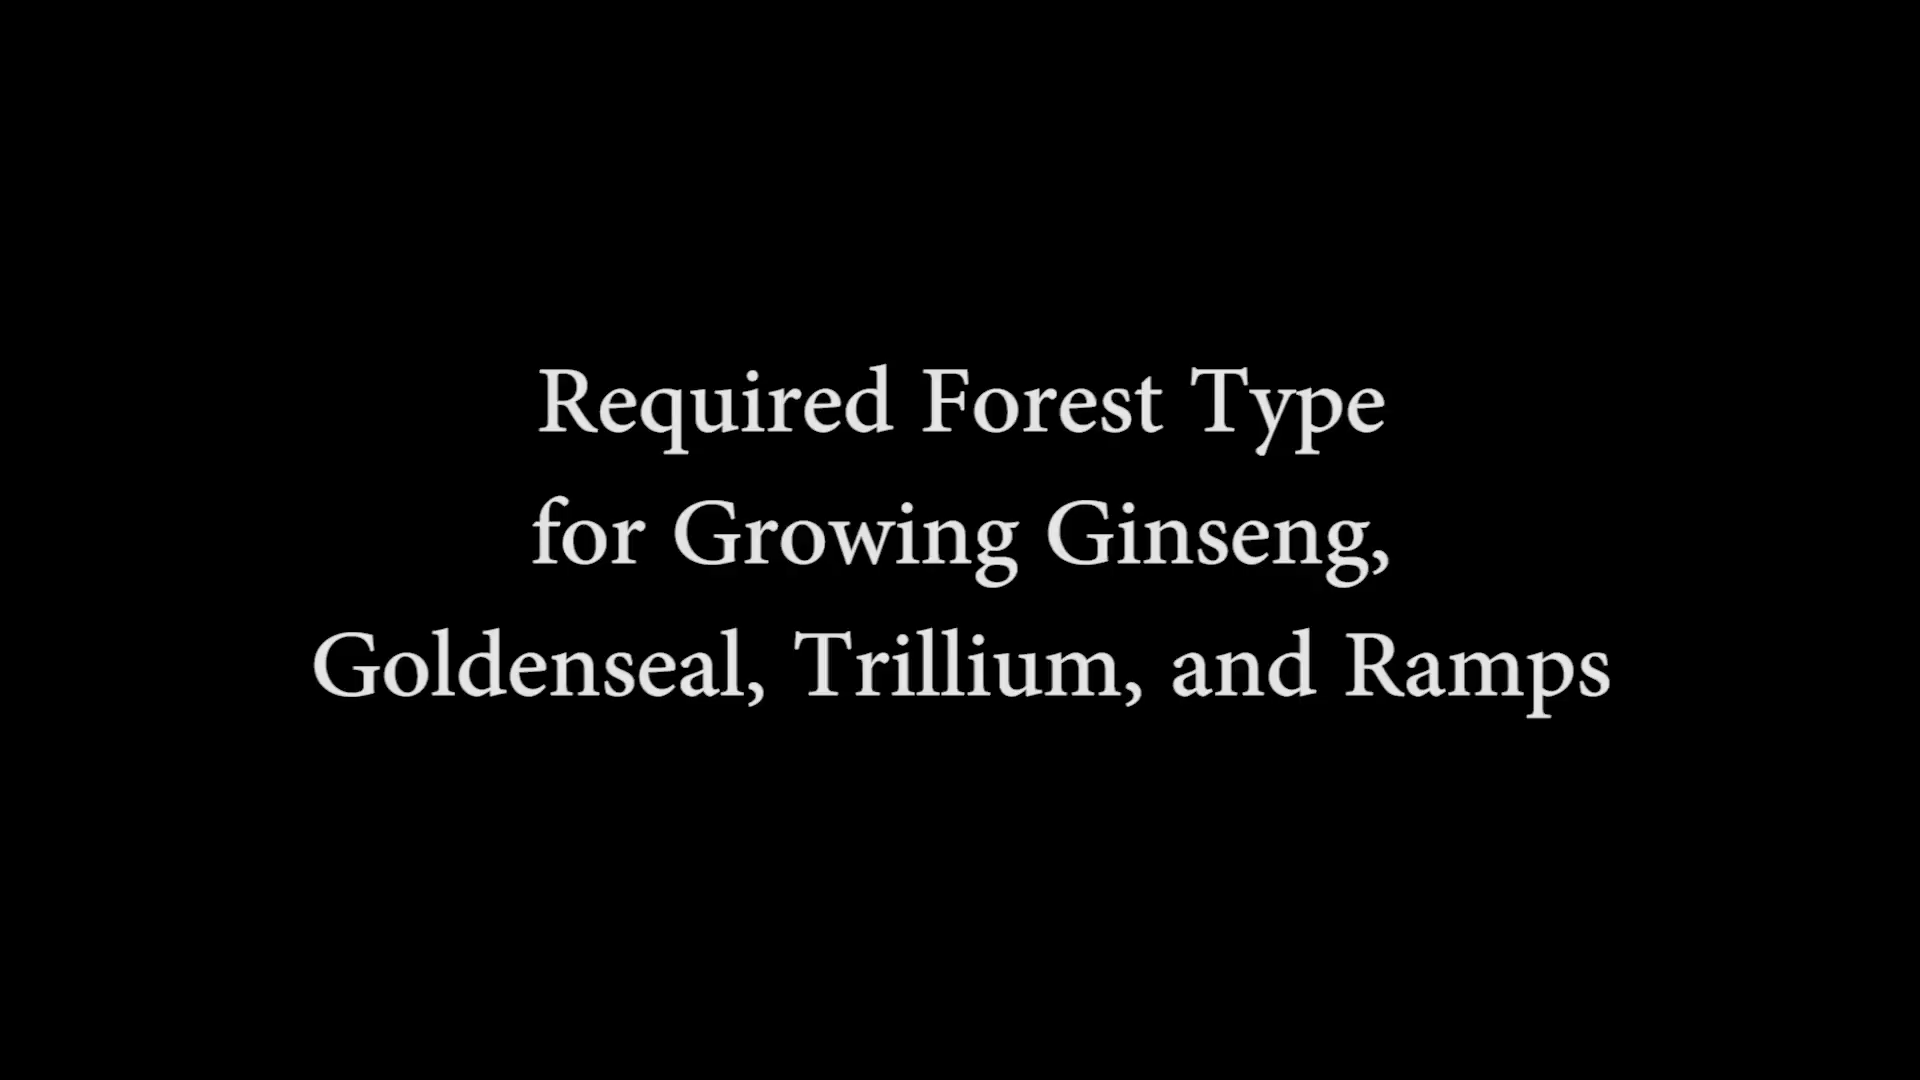 Required Forest Type
for Growing Ginseng,
Goldenseal, Trillium, and Ramps